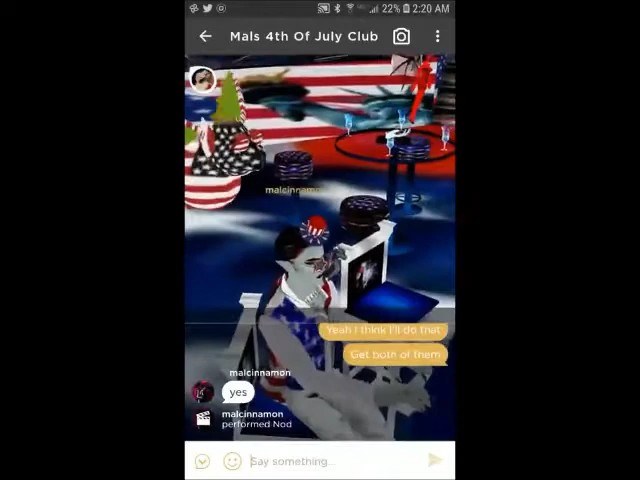 22% 2:20 AM
Mals 4th Of July Club
malcinnamon
Yeah I think I'll do that
Get both of them
malcinnamon
yes
malcinnamon
performed Nod
Say something...